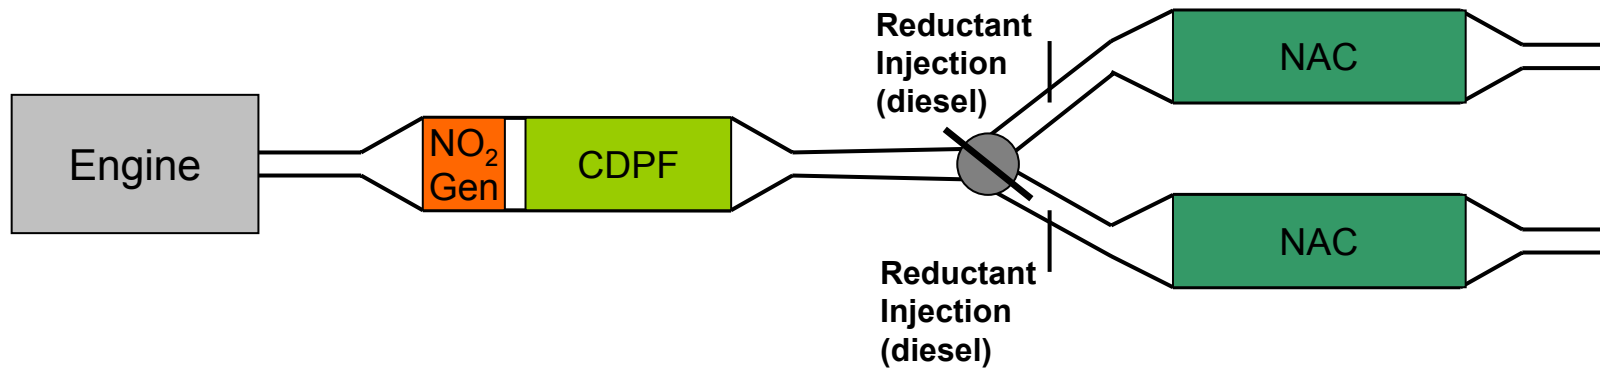 Engine
NO₂
Gen
CDPF
Reductant
Injection
(diesel)
NAC
Reductant
Injection
(diesel)
NAC